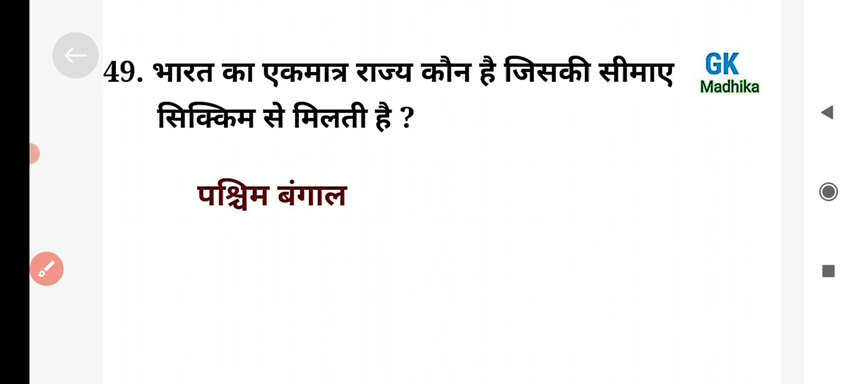 49. भारत का एकमात्र राज्य कौन है जिसकी सीमाए
GK
Madhika
सिक्किम से मिलती है ?
पश्चिम बंगाल